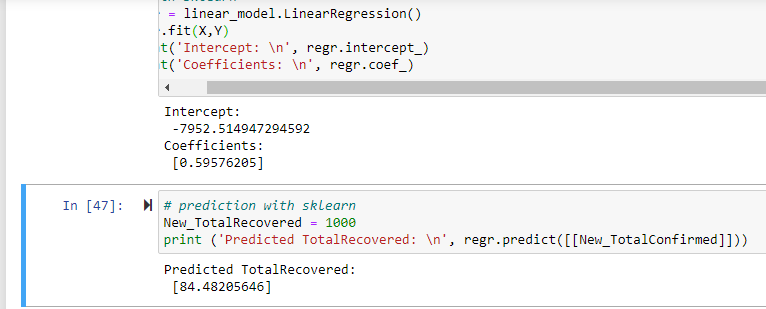 = linear_model.LinearRegression()
.fit(X,Y)
t('Intercept: \n', regr.intercept_)
t('Coefficients: \n', regr.coef_)
Intercept:
-7952.514947294592
Coefficients:
[0.59576205]
In [47]:
# prediction with sklearn
New_TotalRecovered = 1000
print ('Predicted TotalRecovered: \n', regr.predict([[New_TotalConfirmed]]))
Predicted TotalRecovered:
[84.48205646]